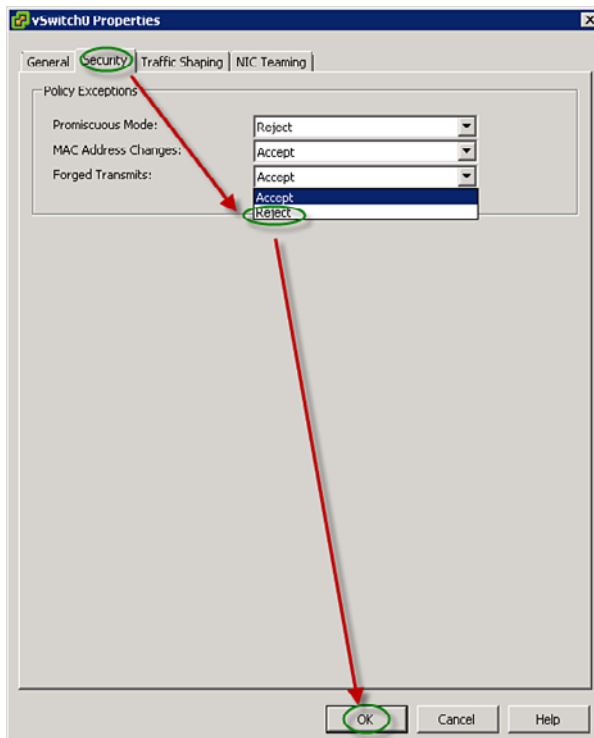 vSwitch0 Properties
General Security Traffic Shaping NIC Teaming
Policy Exceptions
Promiscuous Mode: Reject
MAC Address Changes: Accept
Forged Transmits: Accept
Accept
Reject
OK Cancel Help